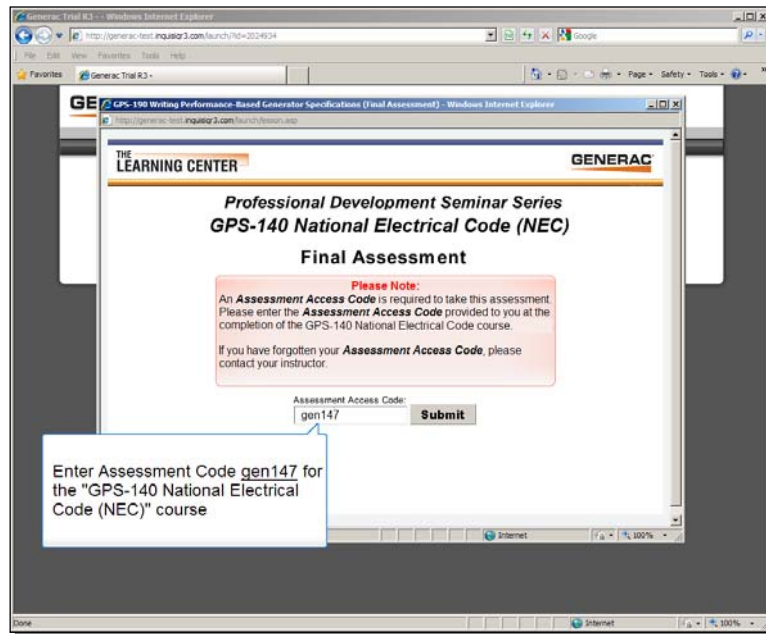 Generac Trial R3 - - Windows Internet Explorer
http://generac-test.inquisiqr3.com/launch/?id=2024934
Google
File Edit View Favorites Tools Help
Favorites
Generac Trial R3 -
Page Safety Tools
GE
GPS-190 Writing Performance-Based Generator Specifications (Final Assessment) - Windows Internet Explorer
http://generac-test.inquisiqr3.com/launch/lesson.asp
THE
LEARNING CENTER
GENERAC
Professional Development Seminar Series
GPS-140 National Electrical Code (NEC)
Final Assessment
Please Note:
An Assessment Access Code is required to take this assessment.
Please enter the Assessment Access Code provided to you at the
completion of the GPS-140 National Electrical Code course.
If you have forgotten your Assessment Access Code, please
contact your instructor.
Assessment Access Code:
gen147
Submit
Enter Assessment Code gen147 for
the "GPS-140 National Electrical
Code (NEC)" course
Internet
100%
Done
Internet
100%